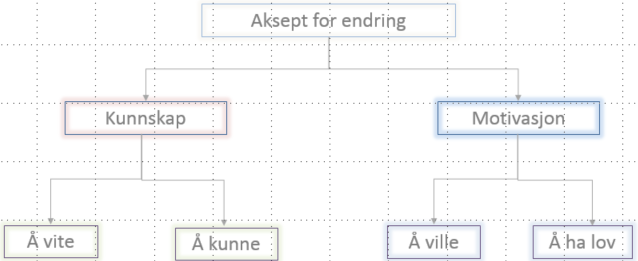 Aksept for endring
Kunnskap
Motivasjon
Å vite
Å kunne
Å ville
Å ha lov